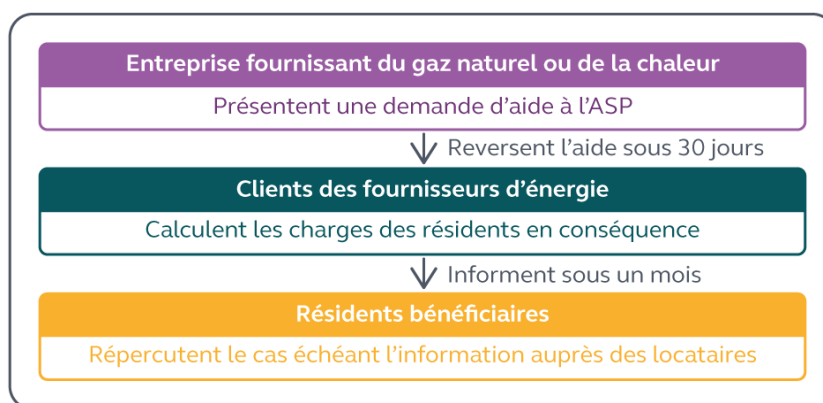 Entreprise fournissant du gaz naturel ou de la chaleur
Présentent une demande d'aide à l'ASP
Reversent l'aide sous 30 jours
Clients des fournisseurs d'énergie
Calculent les charges des résidents en conséquence
Informent sous un mois
Résidents bénéficiaires
Répercutent le cas échéant l'information auprès des locataires